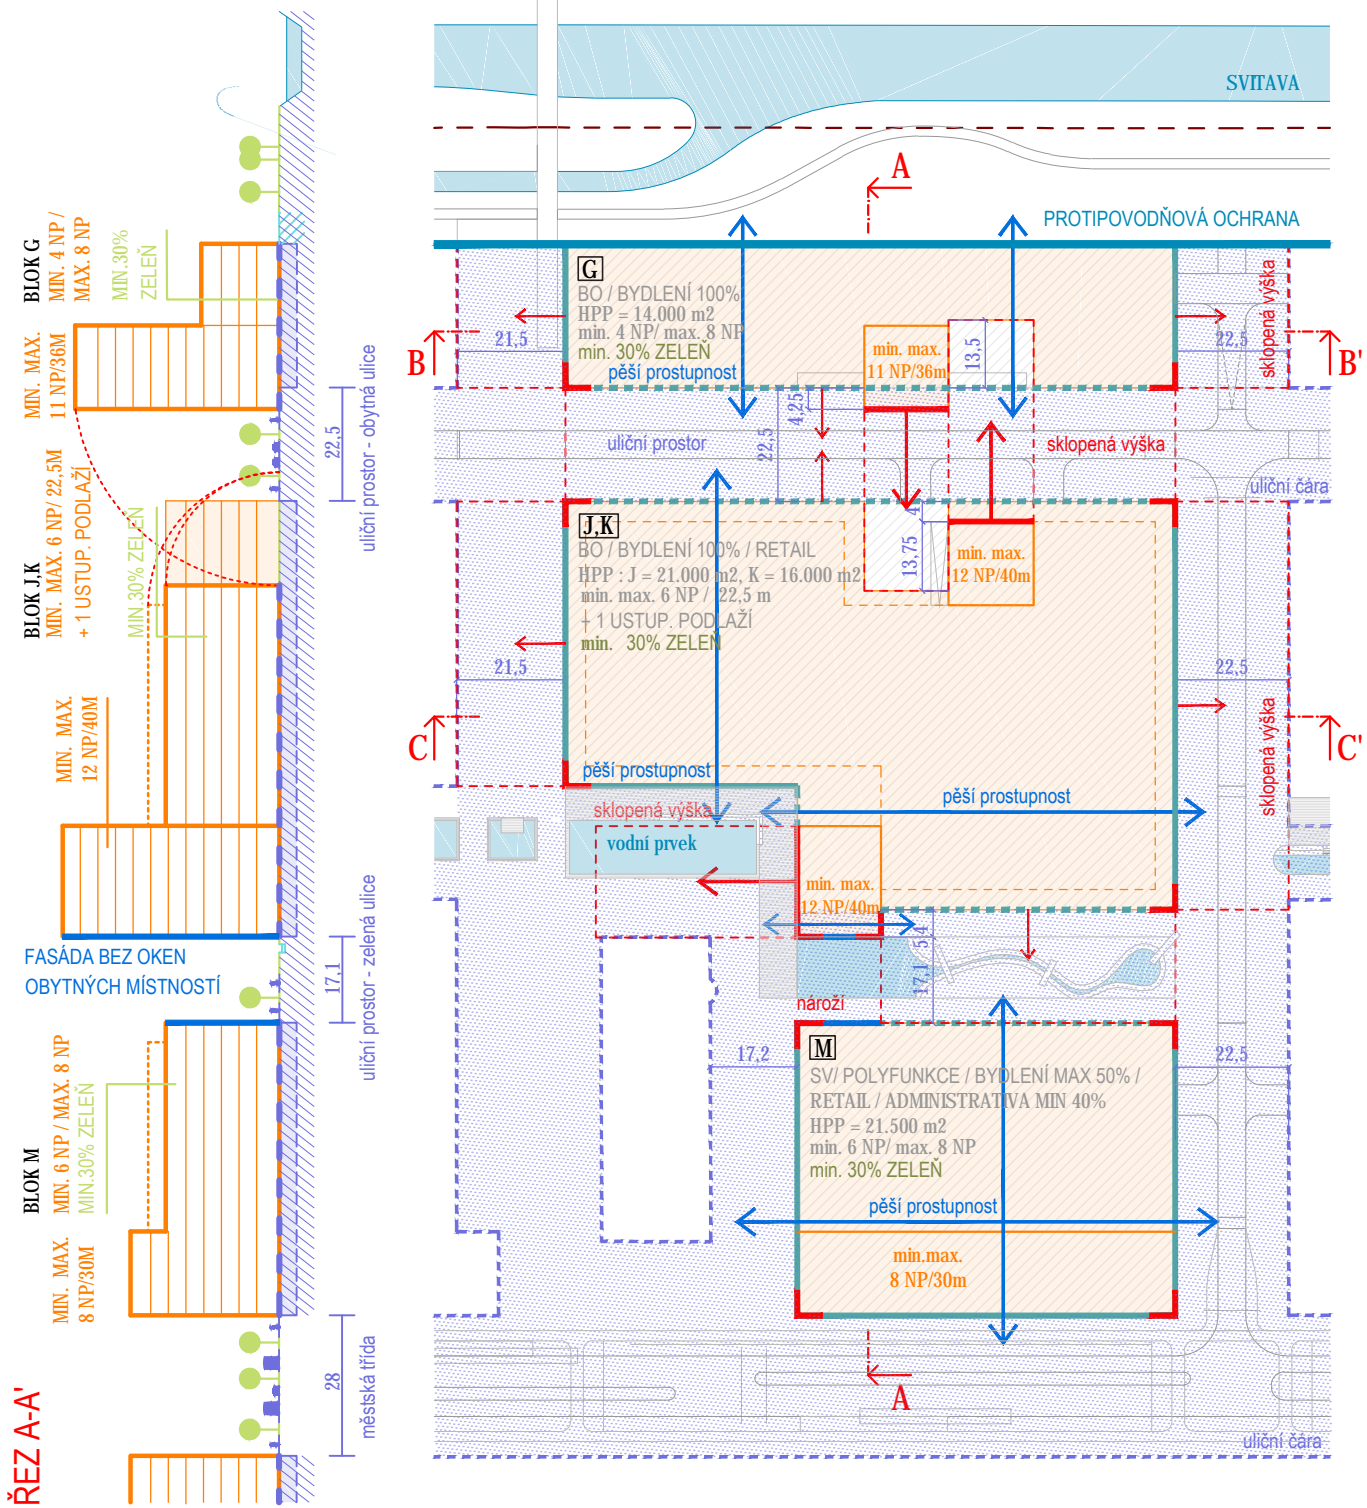 BLOK G
MIN. 4 NP /
MAX. 8 NP
MIN.30%
ZELEŇ
MIN. MAX.
11 NP/36M
22,5
uliční prostor - obytná ulice
BLOK J,K
MIN. MAX. 6 NP / 22,5M
+ 1 USTUP. PODLAŽÍ
MIN.30% ZELEŇ
MIN. MAX.
12 NP/40M
FASÁDA BEZ OKEN
OBYTNÝCH MÍSTNOSTÍ
17,1
uliční prostor - zelená ulice
BLOK M
MIN. 6 NP / MAX. 8 NP
MIN.30% ZELEŇ
MIN. MAX.
8 NP/30M
28
městská třída
ŘEZ A-A'
SVITAVA
A
PROTIPOVODŇOVÁ OCHRANA
G
BO / BYDLENÍ 100%
HPP = 14.000 m2
min. 4 NP/ max. 8 NP
min. 30% ZELEŇ
pěší prostupnost
min. max.
11 NP/36m
13,5
21,5
22,5
sklopená výška
B
B'
4,25
22,5
uliční prostor
sklopená výška
uliční čára
J,K
BO / BYDLENÍ 100% / RETAIL
HPP : J = 21.000 m2, K = 16.000 m2
min. max. 6 NP / 22,5 m
+ 1 USTUP. PODLAŽÍ
min. 30% ZELEŇ
4
13,75
min. max.
12 NP/40m
21,5
22,5
C
C'
sklopená výška
pěší prostupnost
pěší prostupnost
sklopená výška
vodní prvek
min. max.
12 NP/40m
5,4
17,1
nároží
17,2
22,5
M
SV/ POLYFUNKCE / BYDLENÍ MAX 50% /
RETAIL / ADMINISTRATIVA MIN 40%
HPP = 21.500 m2
min. 6 NP/ max. 8 NP
min. 30% ZELEŇ
pěší prostupnost
min.max.
8 NP/30m
A
uliční čára